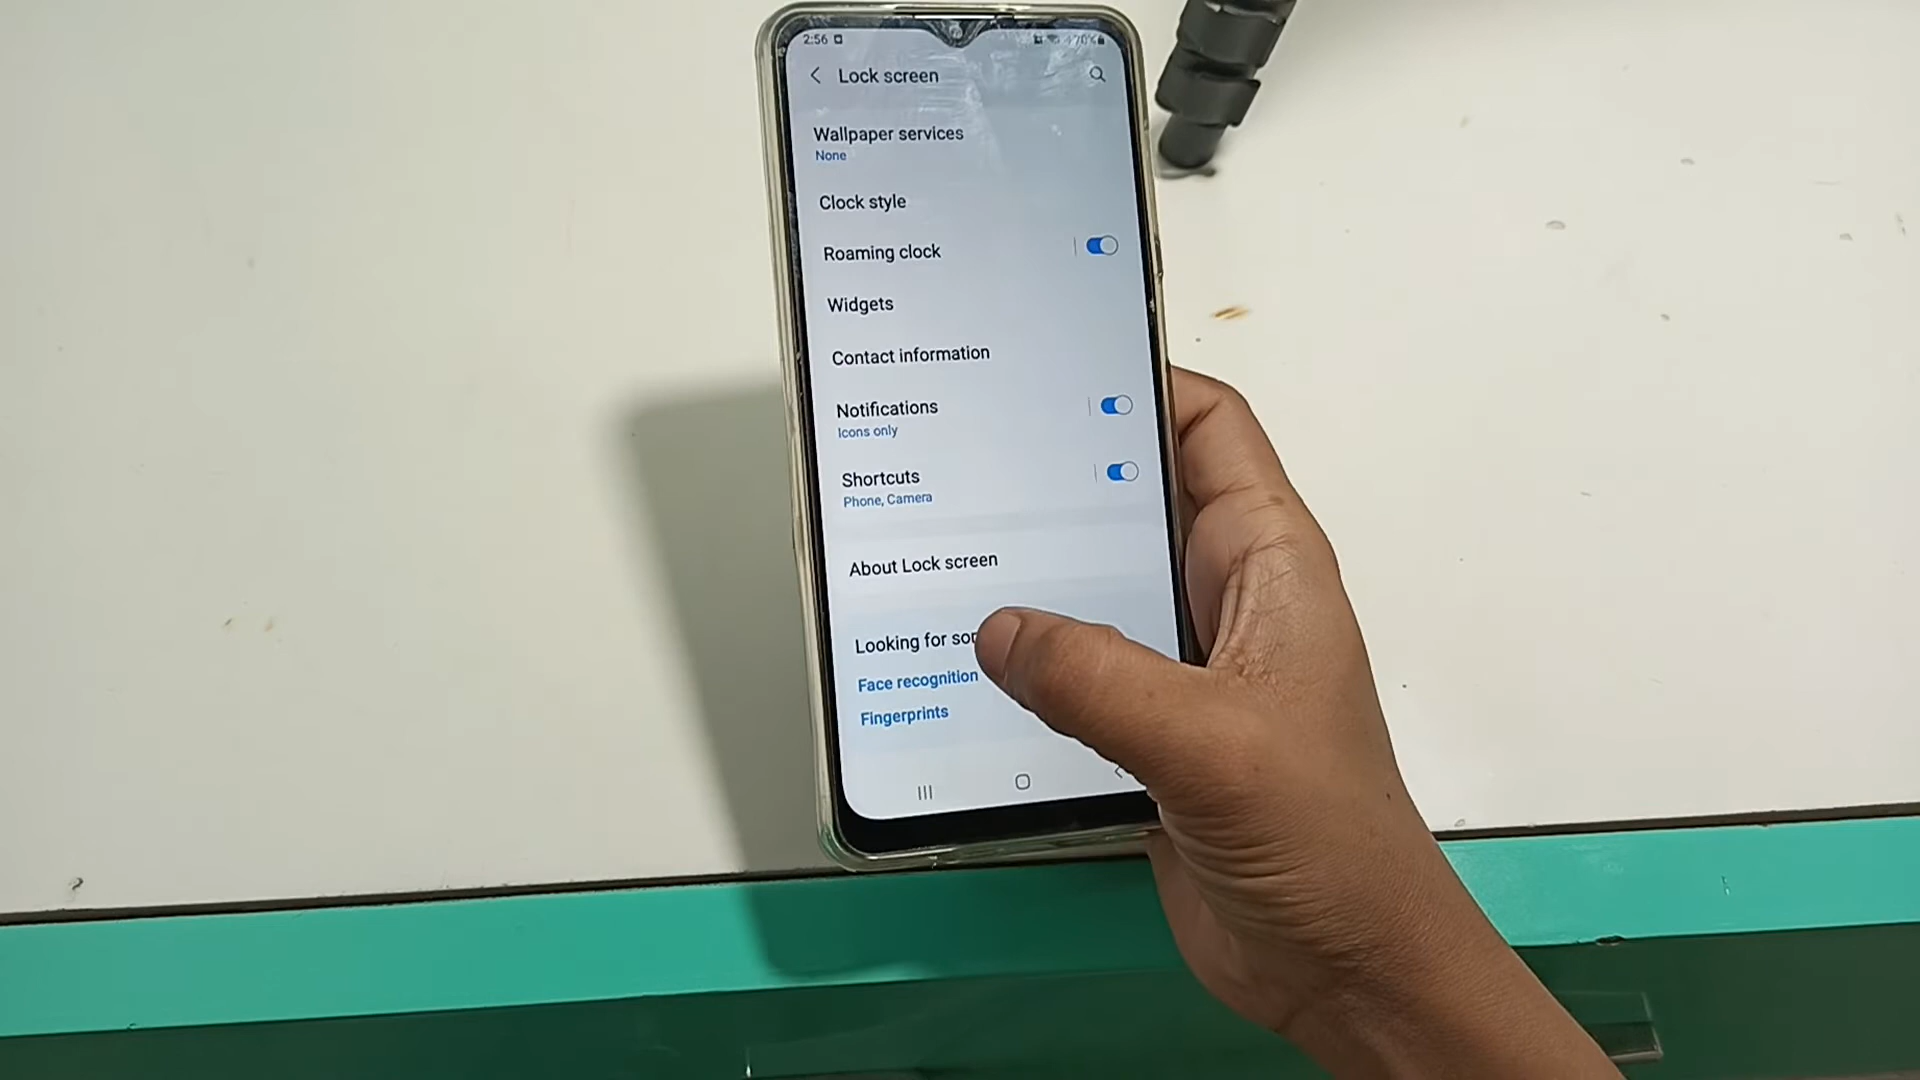 2:56
70%
Lock screen
Wallpaper services
None
Clock style
Roaming clock
Widgets
Contact information
Notifications
Icons only
Shortcuts
Phone, Camera
About Lock screen
Looking for
Face recognition
Fingerprints